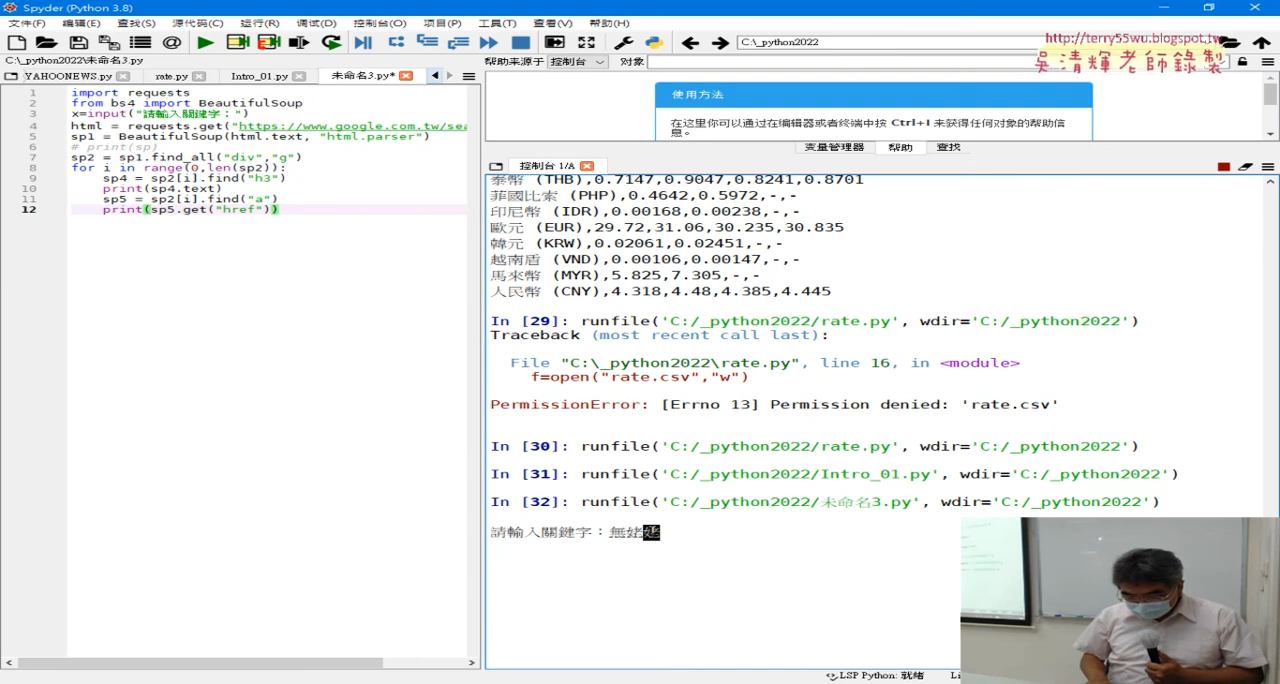 Spyder (Python 3.8)
文件(F) 编辑(E) 查找(S) 源代码(C) 运行(R) 调试(D) 控制台(O) 项目(P) 工具(T) 查看(V) 帮助(H)
C:\_python2022
http://terry55wu.blogspot.tw
吳清輝老師錄製
C:\_python2022\未命名3.py
帮助来源于 控制台 对象
YAHOONEWS.py rate.py Intro_01.py 未命名3.py*
1 import requests
2 from bs4 import BeautifulSoup
3 x=input("請輸入關鍵字：")
4 html = requests.get("https://www.google.com.tw/sea
5 sp1 = BeautifulSoup(html.text, "html.parser")
6 # print(sp)
7 sp2 = sp1.find_all("div","g")
8 for i in range(0,len(sp2)):
9 sp4 = sp2[i].find("h3")
10 print(sp4.text)
11 sp5 = sp2[i].find("a")
12 print(sp5.get("href"))
使用方法
在这里你可以通过在编辑器或者终端中按 Ctrl+I 来获得任何对象的帮助信息。
变量管理器 帮助 查找
控制台 1/A
泰幣 (THB),0.7147,0.9047,0.8241,0.8701
菲國比索 (PHP),0.4642,0.5972,-,-
印尼幣 (IDR),0.00168,0.00238,-,-
歐元 (EUR),29.72,31.06,30.235,30.835
韓元 (KRW),0.02061,0.02451,-,-
越南盾 (VND),0.00106,0.00147,-,-
馬來幣 (MYR),5.825,7.305,-,-
人民幣 (CNY),4.318,4.48,4.385,4.445
In [29]: runfile('C:/_python2022/rate.py', wdir='C:/_python2022')
Traceback (most recent call last):
File "C:\_python2022\rate.py", line 16, in <module>
f=open("rate.csv","w")
PermissionError: [Errno 13] Permission denied: 'rate.csv'
In [30]: runfile('C:/_python2022/rate.py', wdir='C:/_python2022')
In [31]: runfile('C:/_python2022/Intro_01.py', wdir='C:/_python2022')
In [32]: runfile('C:/_python2022/未命名3.py', wdir='C:/_python2022')
請輸入關鍵字：無姥
LSP Python: 就绪